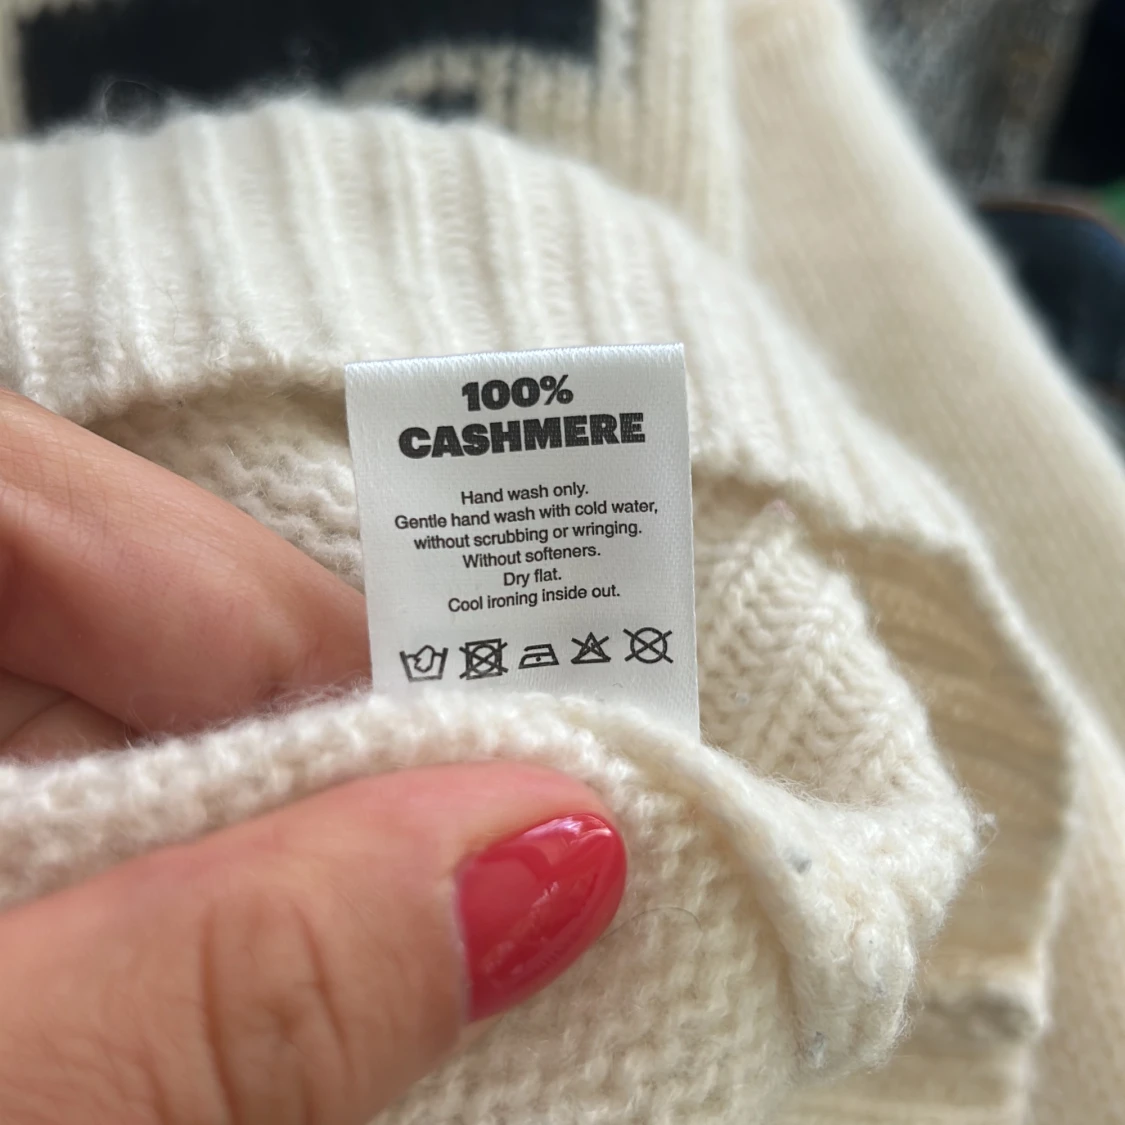 100%
CASHMERE
Hand wash only.
Gentle hand wash with cold water,
without scrubbing or wringing.
Without softeners.
Dry flat.
Cool ironing inside out.